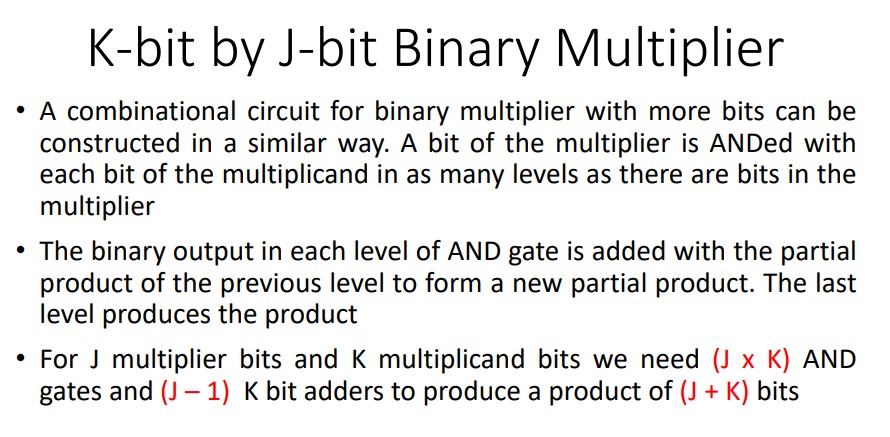 K-bit by J-bit Binary Multiplier
• A combinational circuit for binary multiplier with more bits can be
constructed in a similar way. A bit of the multiplier is ANDed with
each bit of the multiplicand in as many levels as there are bits in the
multiplier
• The binary output in each level of AND gate is added with the partial
product of the previous level to form a new partial product. The last
level produces the product
• For J multiplier bits and K multiplicand bits we need (J x K) AND
gates and (J – 1) K bit adders to produce a product of (J + K) bits